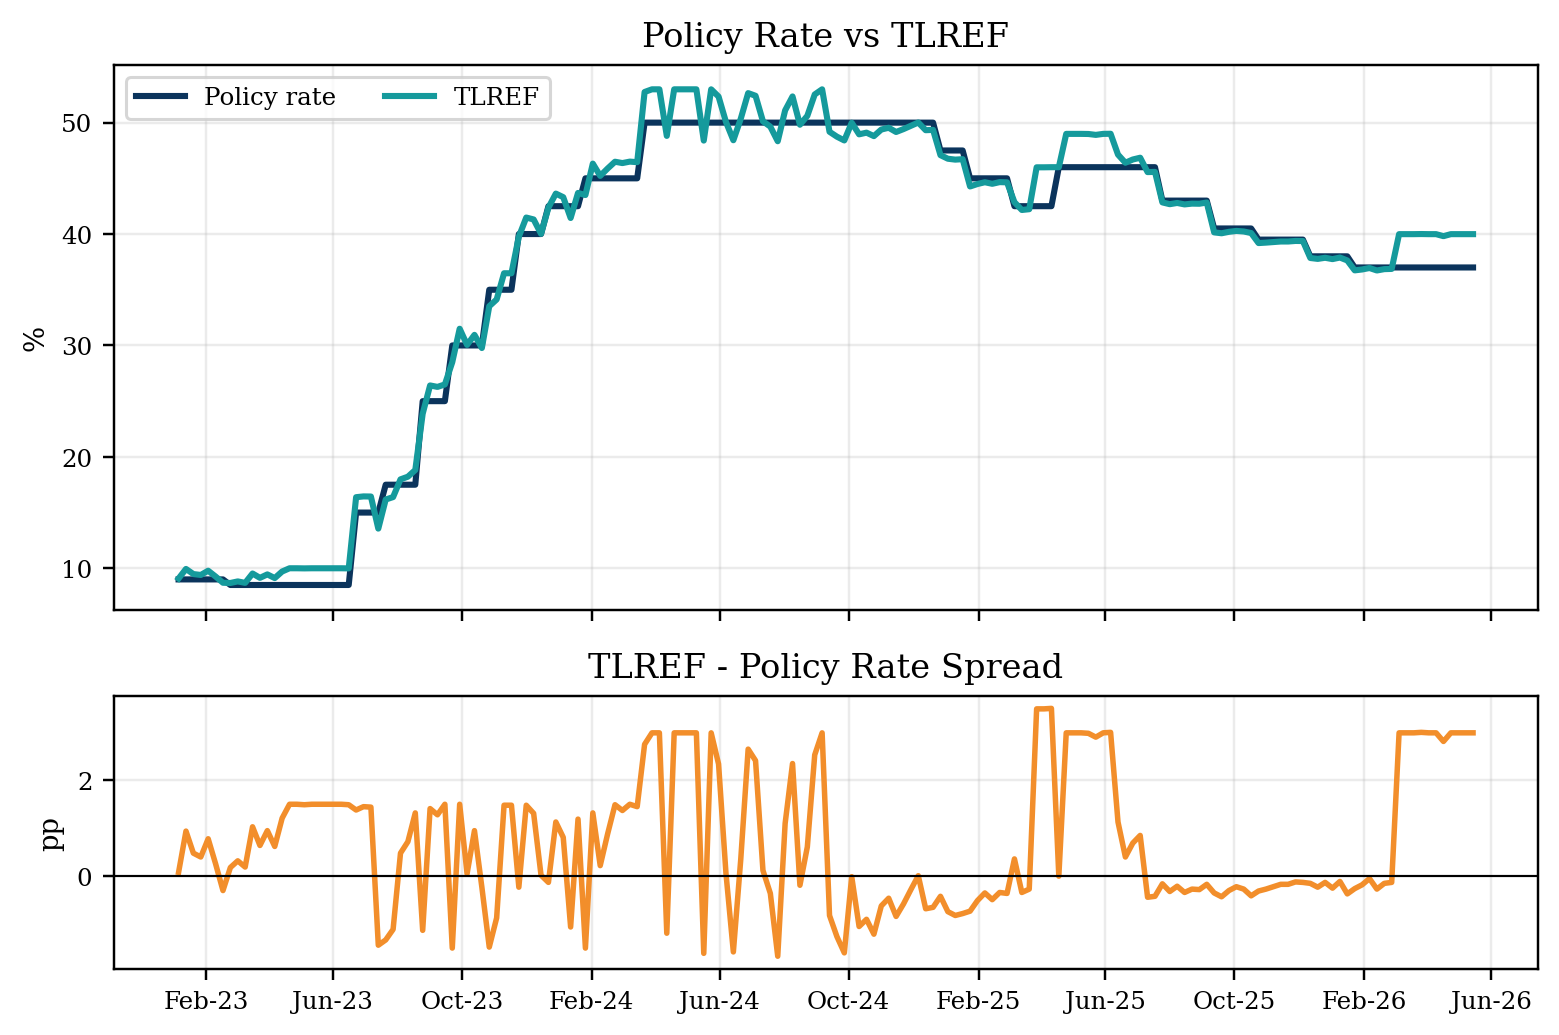 Policy Rate vs TLREF
Policy rate TLREF
%
50
40
30
20
10
TLREF - Policy Rate Spread
pp
2
0
Feb-23 Jun-23 Oct-23 Feb-24 Jun-24 Oct-24 Feb-25 Jun-25 Oct-25 Feb-26 Jun-26